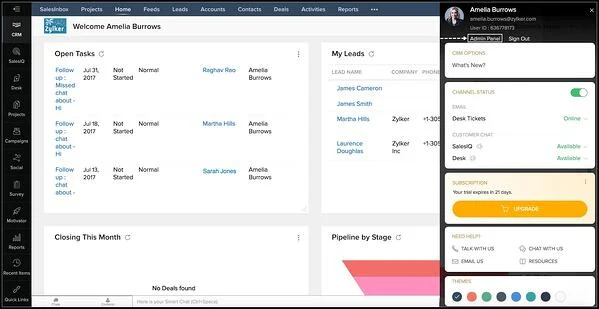 SalesInbox Projects Home Feeds Leads Accounts Contacts Deals Activities Reports
CRM
SalesIQ
Desk
Projects
Campaigns
Social
Survey
Motivator
Reports
Recent Items
Quick Links
Zylker
Welcome Amelia Burrows
Open Tasks
Follow up : Missed chat about - Hi Jul 31, 2017 Not Started Normal Raghav Rao Amelia Burrows
Follow up : chat about - Hi Jul 18, 2017 Not Started Normal Martha Hills Amelia Burrows
Follow up : chat about - Jul 13, 2017 Not Started Normal Sarah Jones Amelia Burrows
My Leads
LEAD NAME COMPANY PHONE
James Cameron
James Smith
Martha Hills Zylker +1-305
Laurence Doughlas Zylker Inc +1-305
Closing This Month
No Deals found
Pipeline by Stage
Chats
Contacts
Here is your Smart Chat (Ctrl+Space)
Amelia Burrows
amelia.burrows@zylker.com
User ID : 636778173
Admin Panel Sign Out
CRM OPTIONS
What's New?
CHANNEL STATUS
EMAIL
Desk Tickets Online
CUSTOMER CHAT
SalesIQ Available
Desk Available
SUBSCRIPTION
Your trial expires in 21 days.
UPGRADE
NEED HELP?
TALK WITH US CHAT WITH US
EMAIL US RESOURCES
THEMES